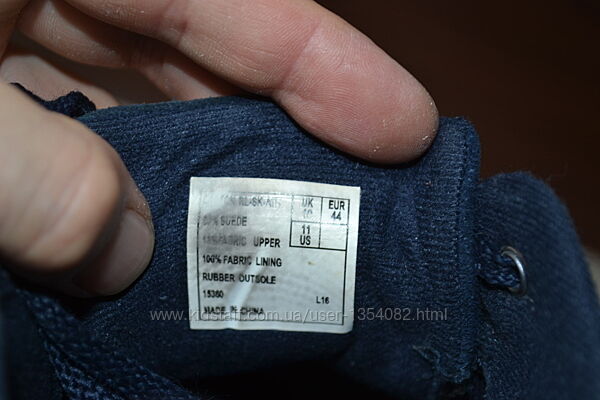 UK EUR
10 44
SUEDE
11
FABRIC UPPER US
100% FABRIC LINING
RUBBER OUTSOLE
15360 L16
MADE IN CHINA
www.kidstaff.com.ua/user-1354082.html